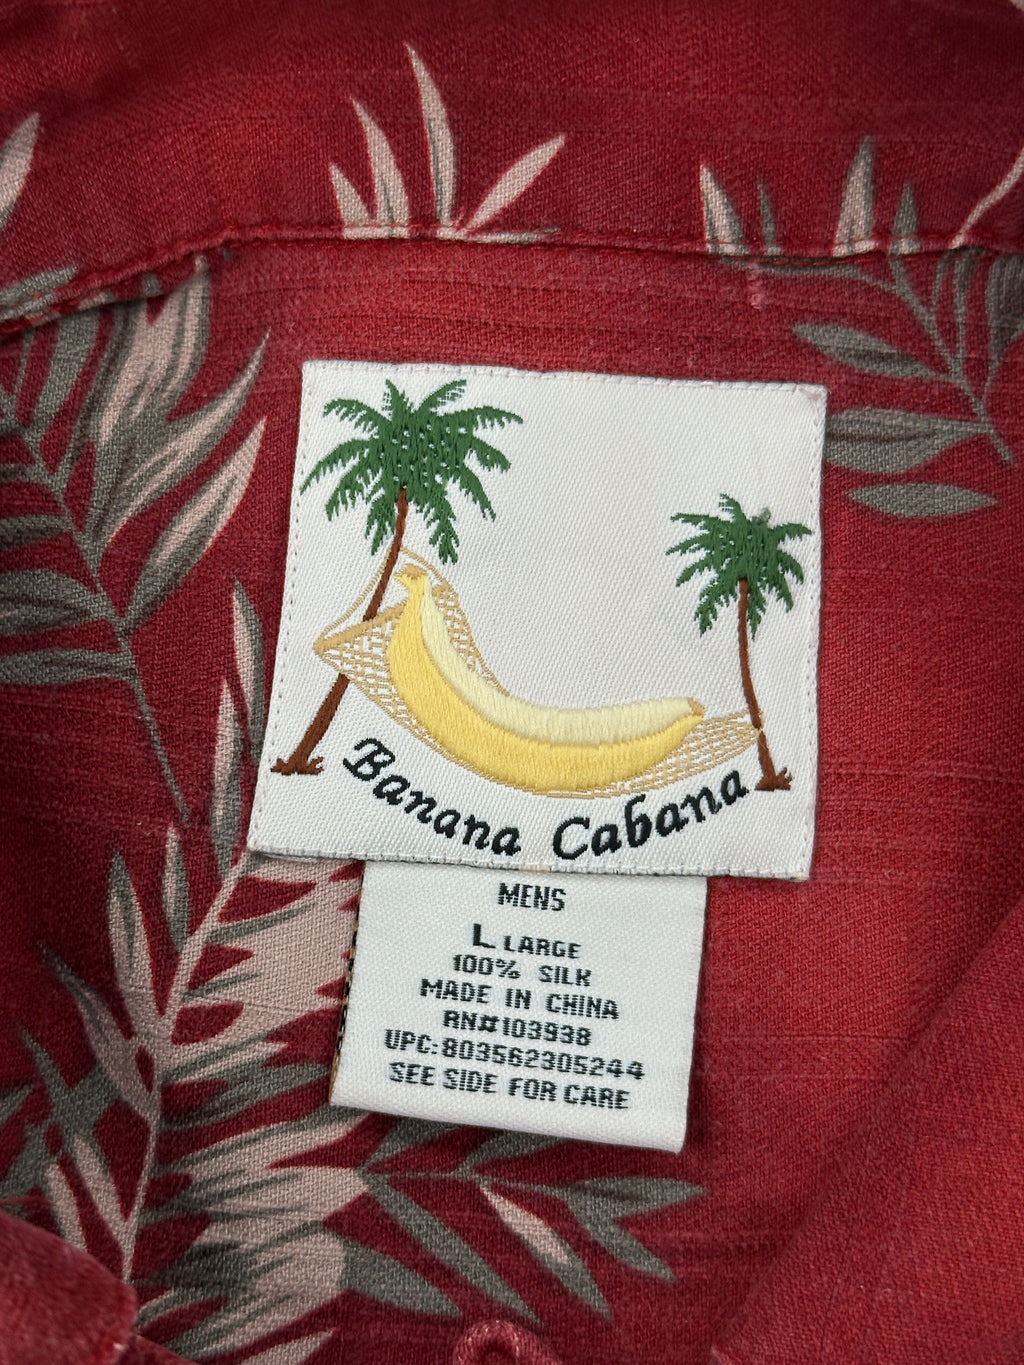 Banana Cabana
MENS
L LARGE
100% SILK
MADE IN CHINA
RN#103938
UPC:803562305244
SEE SIDE FOR CARE